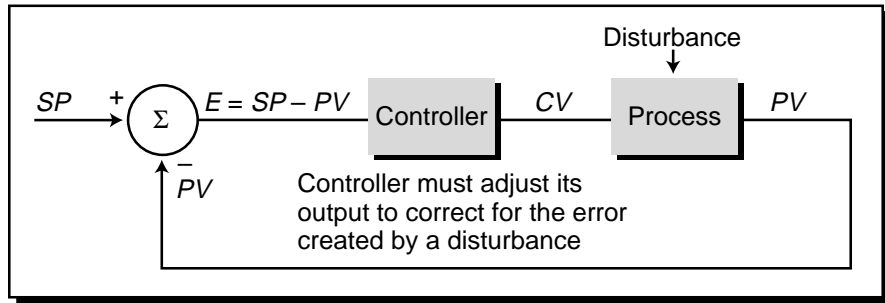 Disturbance
SP + Σ E = SP – PV Controller CV Process PV
–
PV
Controller must adjust its
output to correct for the error
created by a disturbance